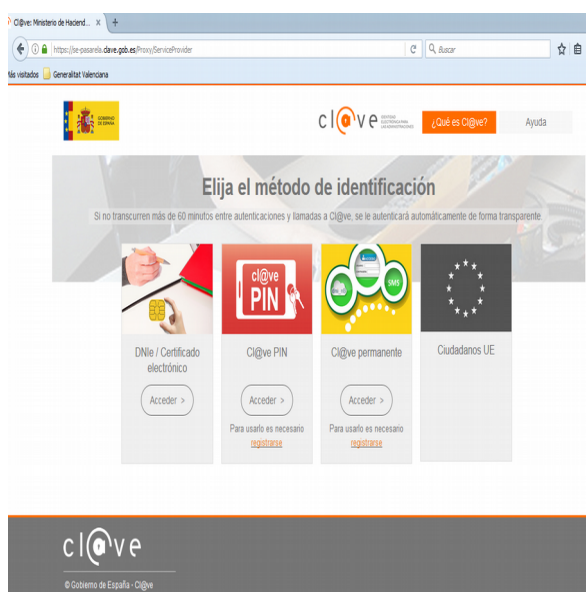 Cl@ve: Ministerio de Haciend...
https://se-pasarela.clave.gob.es/Proxy/ServiceProvider
Buscar
Más visitados Generalitat Valenciana
GOBIERNO
DE ESPAÑA
cl@ve
¿Qué es Cl@ve?
Ayuda
Elija el método de identificación
Si no transcurren más de 60 minutos entre autenticaciones y llamadas a Cl@ve, se le autenticará automáticamente de forma transparente.
cl@ve
PIN
SMS
DNIe / Certificado
electrónico
Acceder >
Cl@ve PIN
Acceder >
Para usarlo es necesario
registrarse
Cl@ve permanente
Acceder >
Para usarlo es necesario
registrarse
Ciudadanos UE
cl@ve
© Gobierno de España - Cl@ve